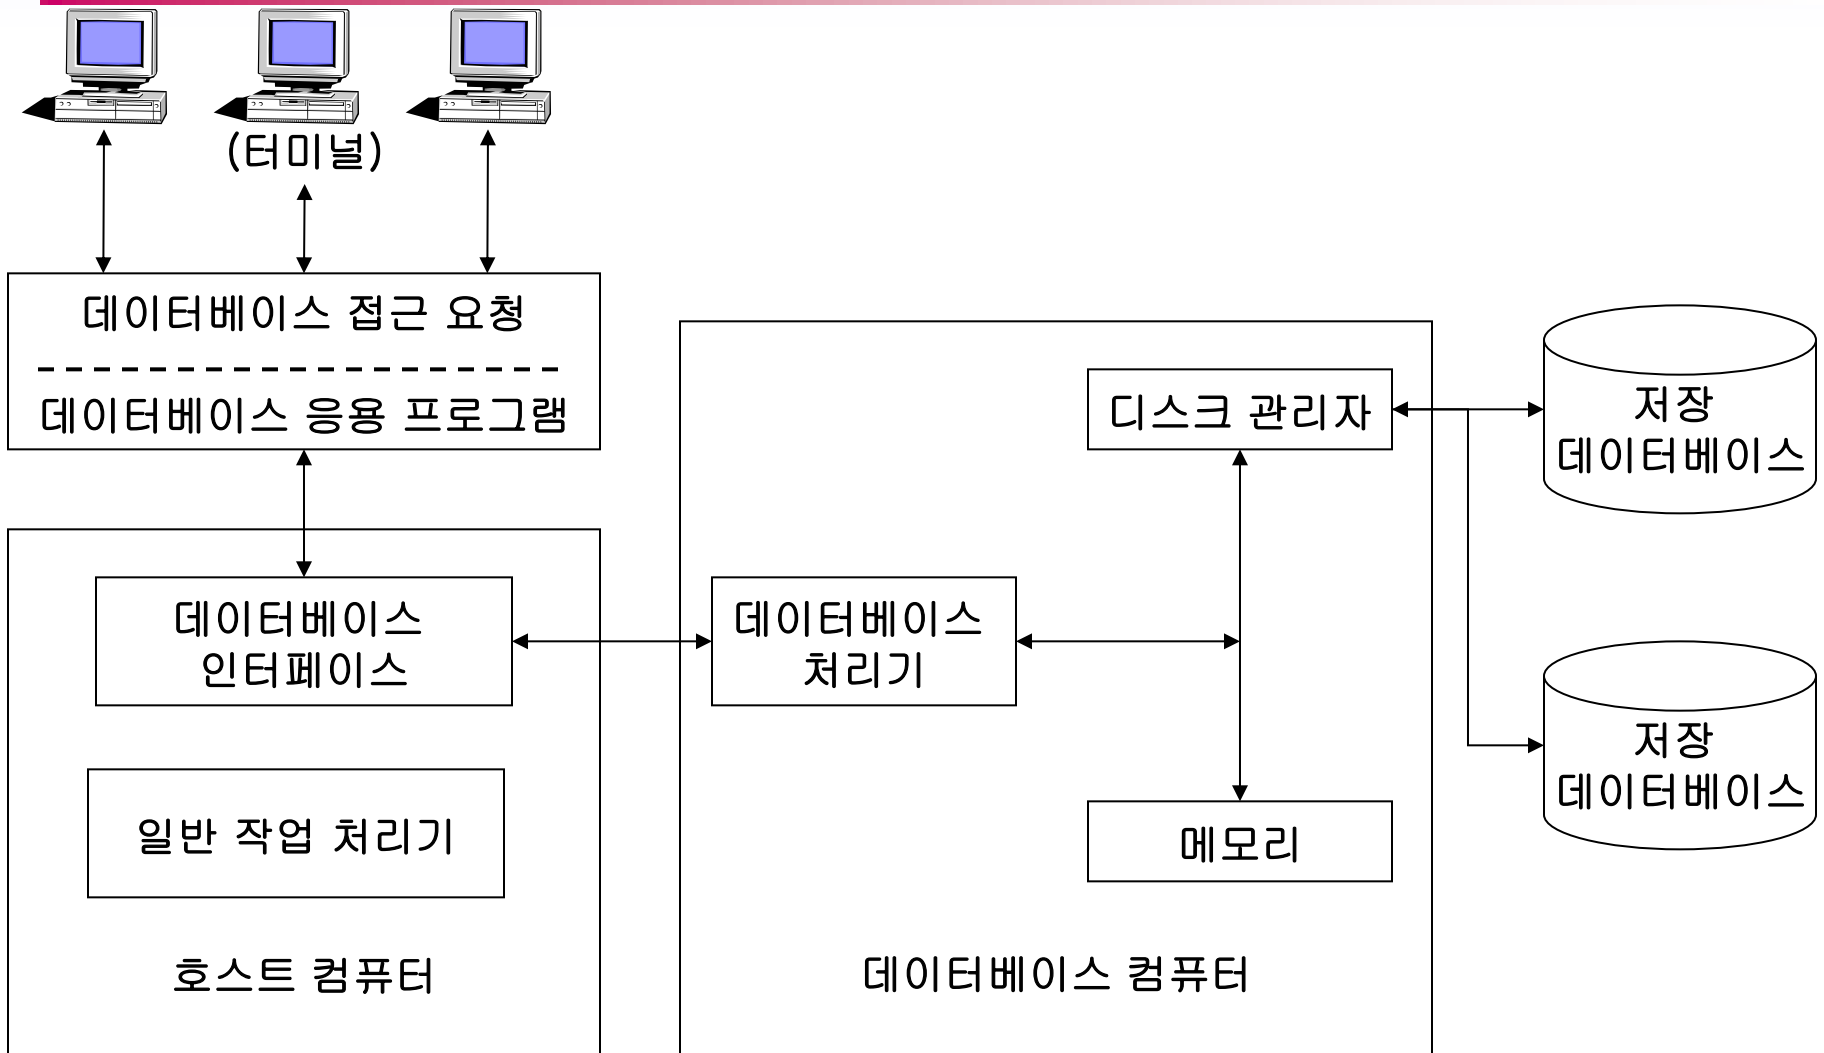 (터미널)
데이터베이스 접근 요청
데이터베이스 응용 프로그램
데이터베이스
인터페이스
일반 작업 처리기
호스트 컴퓨터
데이터베이스
처리기
디스크 관리자
메모리
데이터베이스 컴퓨터
저장
데이터베이스
저장
데이터베이스